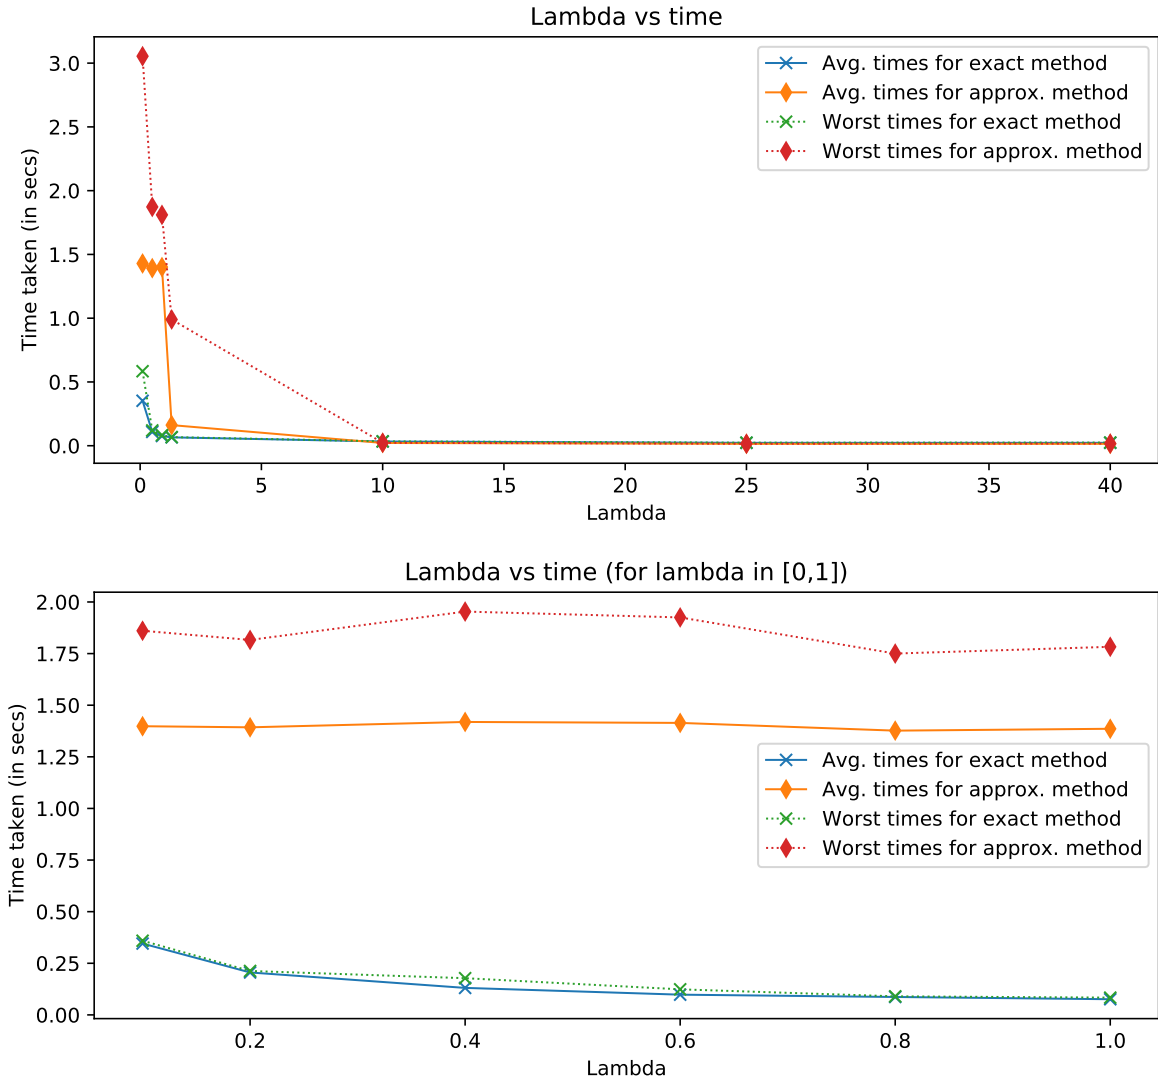 Lambda vs time
Time taken (in secs)
3.0
2.5
2.0
1.5
1.0
0.5
0.0
Avg. times for exact method
Avg. times for approx. method
Worst times for exact method
Worst times for approx. method
0 5 10 15 20 25 30 35 40
Lambda
Lambda vs time (for lambda in [0,1])
Time taken (in secs)
2.00
1.75
1.50
1.25
1.00
0.75
0.50
0.25
0.00
Avg. times for exact method
Avg. times for approx. method
Worst times for exact method
Worst times for approx. method
0.2 0.4 0.6 0.8 1.0
Lambda